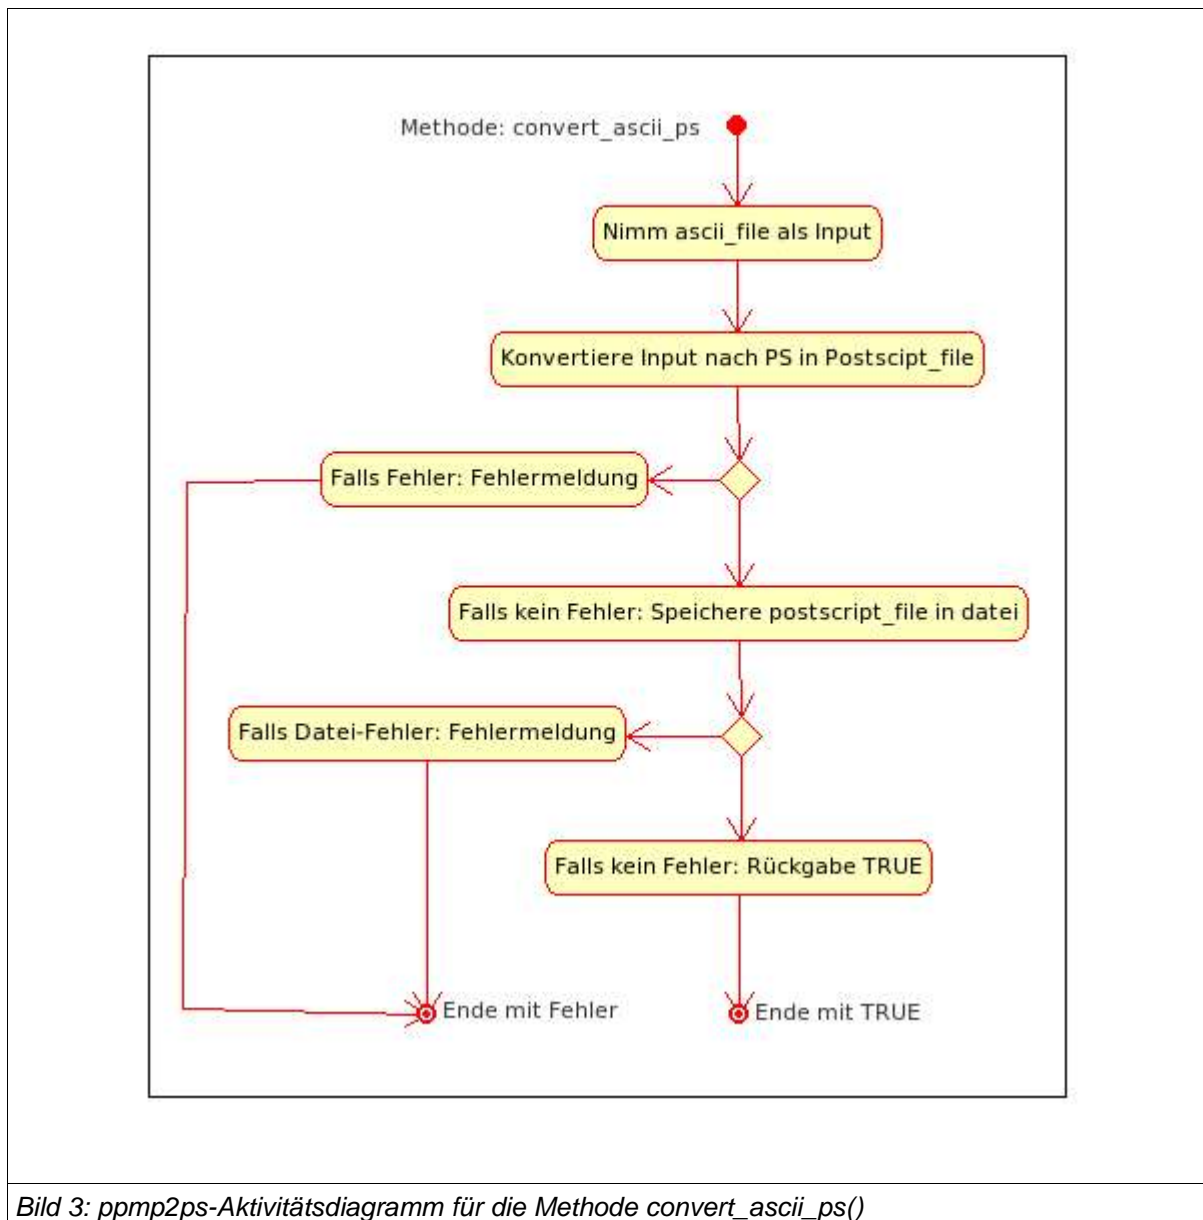 Methode: convert_ascii_ps
Nimm ascii_file als Input
Konvertiere Input nach PS in Postscipt_file
Falls Fehler: Fehlermeldung
Falls kein Fehler: Speichere postscript_file in datei
Falls Datei-Fehler: Fehlermeldung
Falls kein Fehler: Rückgabe TRUE
Ende mit Fehler
Ende mit TRUE
Bild 3: ppmp2ps-Aktivitätsdiagramm für die Methode convert_ascii_ps()